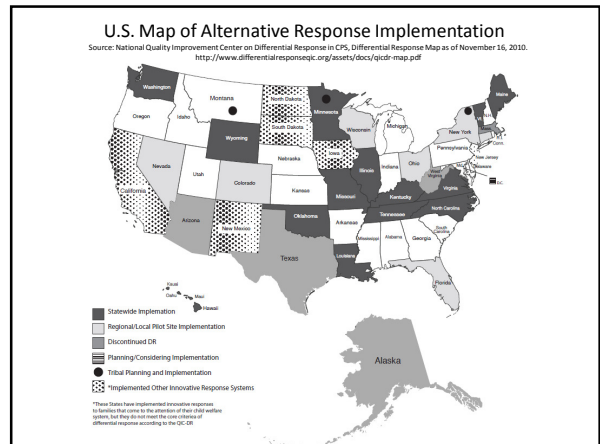 U.S. Map of Alternative Response Implementation
Source: National Quality Improvement Center on Differential Response in CPS, Differential Response Map as of November 16, 2010.
http://www.differentialresponseqic.org/assets/docs/qicdr-map.pdf
Washington
Oregon
Idaho
Montana
Wyoming
North Dakota
South Dakota
Minnesota
Wisconsin
Michigan
Iowa
Nebraska
Nevada
Utah
Colorado
California
Arizona
New Mexico
Kansas
Oklahoma
Texas
Missouri
Arkansas
Louisiana
Illinois
Indiana
Ohio
Kentucky
Tennessee
Mississippi
Alabama
Georgia
Florida
South Carolina
North Carolina
Virginia
West Virginia
Pennsylvania
New York
Maine
N.H.
Mass.
Conn.
New Jersey
Delaware
D.C.
Kauai
Oahu
Maui
Hawaii
Alaska
Statewide Implemation
Regional/Local Pilot Site Implementation
Discontinued DR
Planning/Considering Implementation
Tribal Planning and Implementation
*Implemented Other Innovative Response Systems
*These States have implemented innovative responses
to families that come to the attention of their child welfare
system, but they do not meet the core criterea of
differential response according to the QIC-DR